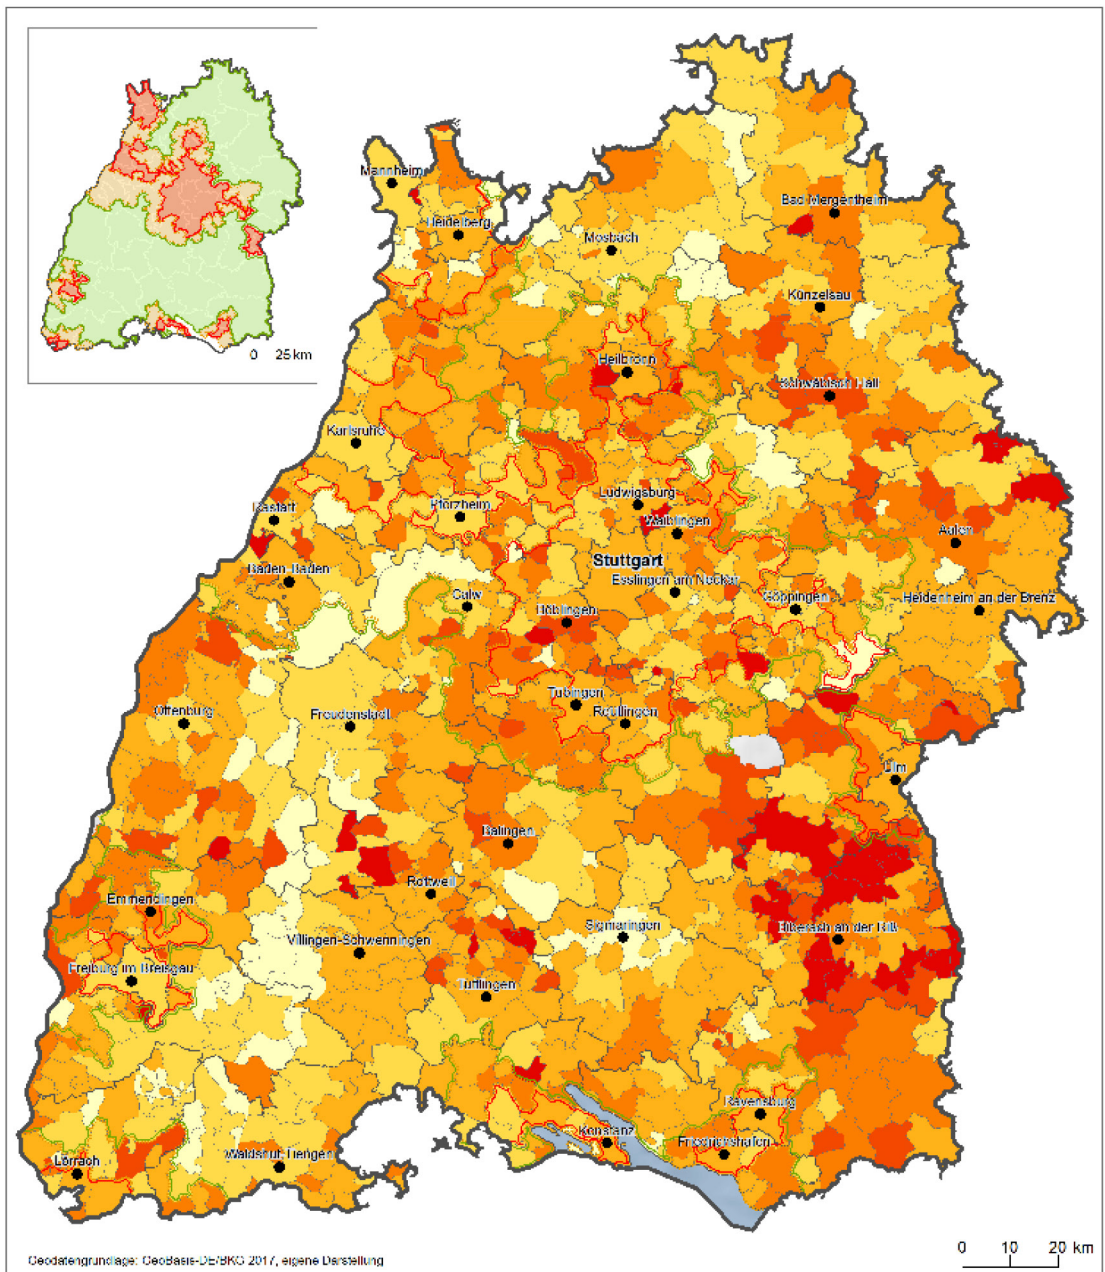 0 25 km
Mannheim
Bad Mergentheim
Heidelberg
Mosbach
Künzelsau
Heilbronn
Schwäbisch Hall
Karlsruhe
Ludwigsburg
Pforzheim
Rastatt
Waiblingen
Aalen
Stuttgart
Baden-Baden
Esslingen am Neckar
Calw
Göppingen
Heidenheim an der Brenz
Böblingen
Tübingen
Offenburg
Freudenstadt
Reutlingen
Ulm
Balingen
Rottweil
Emmendingen
Sigmaringen
Biberach an der Riß
Villingen-Schwenningen
Freiburg im Breisgau
Tuttlingen
Ravensburg
Konstanz
Friedrichshafen
Lörrach
Waldshut-Tiengen
0 10 20 km
Geodatengrundlage: GeoBasis-DE/BKG 2017, eigene Darstellung